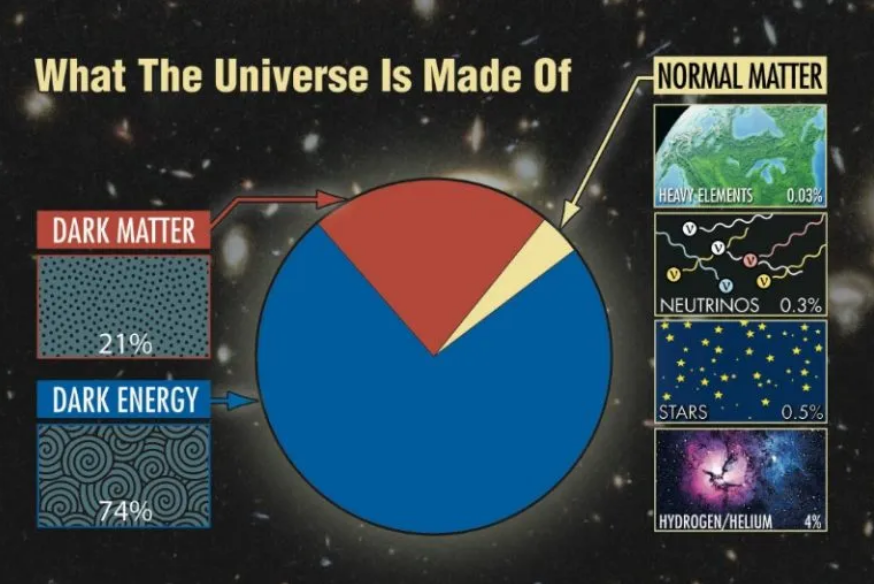 What The Universe Is Made Of
NORMAL MATTER
HEAVY ELEMENTS 0.03%
V
V
V
V
V
V
NEUTRINOS 0.3%
STARS 0.5%
HYDROGEN/HELIUM 4%
DARK MATTER
21%
DARK ENERGY
74%